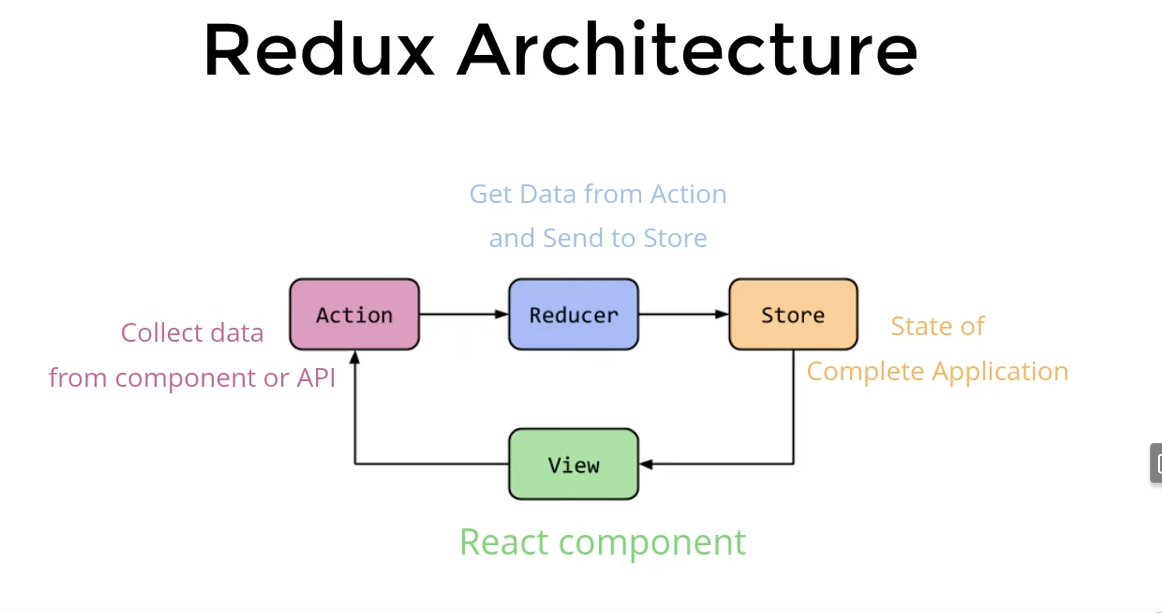 Redux Architecture
Get Data from Action
and Send to Store
Action
Reducer
Store
Collect data
from component or API
State of
Complete Application
View
React component